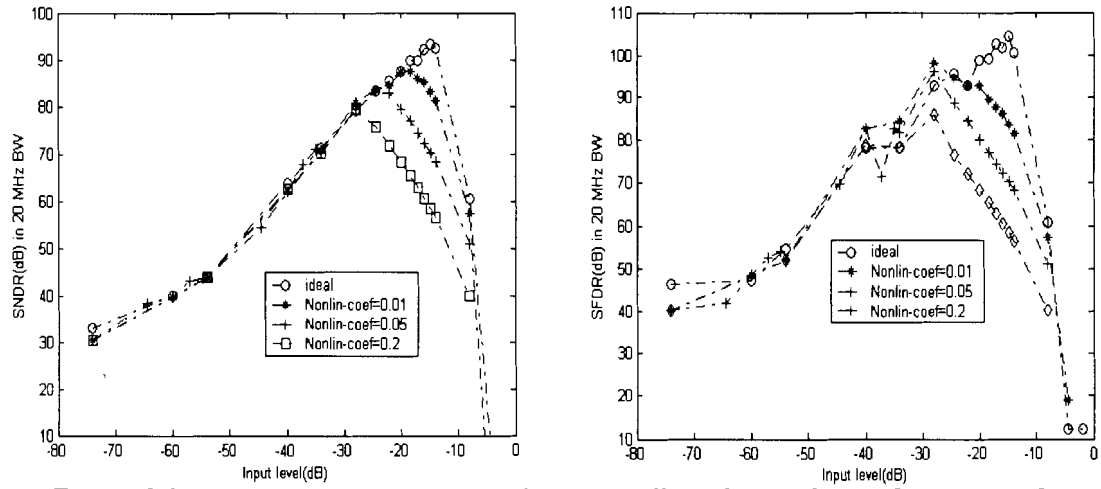 100
90
80
70
60
50
40
30
20
10
SNDR(dB) in 20 MHz BW
ideal
Nonlin-coef=0.01
Nonlin-coef=0.05
Nonlin-coef=0.2
-80 -70 -60 -50 -40 -30 -20 -10 0
Input level(dB)
110
100
90
80
70
60
50
40
30
20
10
SFDR(dB) in 20 MHz BW
ideal
Nonlin-coef=0.01
Nonlin-coef=0.05
Nonlin-coef=0.2
-80 -70 -60 -50 -40 -30 -20 -10 0
Input level(dB)